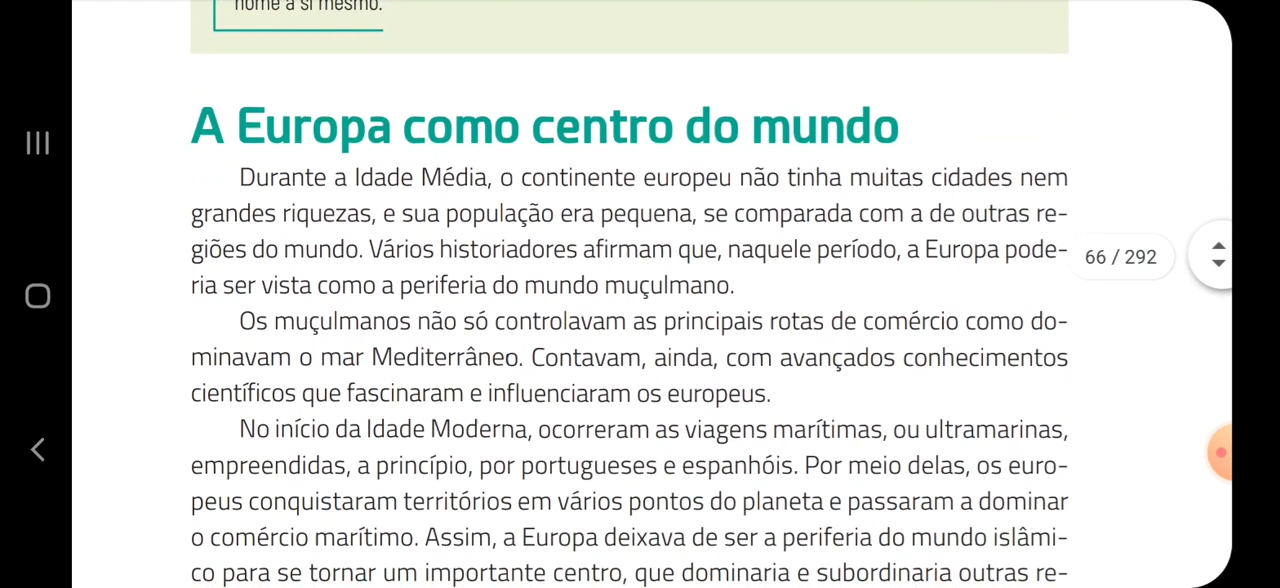 nome a si mesmo.
A Europa como centro do mundo
Durante a Idade Média, o continente europeu não tinha muitas cidades nem
grandes riquezas, e sua população era pequena, se comparada com a de outras re-
giões do mundo. Vários historiadores afirmam que, naquele período, a Europa pode-
ria ser vista como a periferia do mundo muçulmano.
Os muçulmanos não só controlavam as principais rotas de comércio como do-
minavam o mar Mediterrâneo. Contavam, ainda, com avançados conhecimentos
científicos que fascinaram e influenciaram os europeus.
No início da Idade Moderna, ocorreram as viagens marítimas, ou ultramarinas,
empreendidas, a princípio, por portugueses e espanhóis. Por meio delas, os euro-
peus conquistaram territórios em vários pontos do planeta e passaram a dominar
o comércio marítimo. Assim, a Europa deixava de ser a periferia do mundo islâmi-
co para se tornar um importante centro, que dominaria e subordinaria outras re-
66 / 292